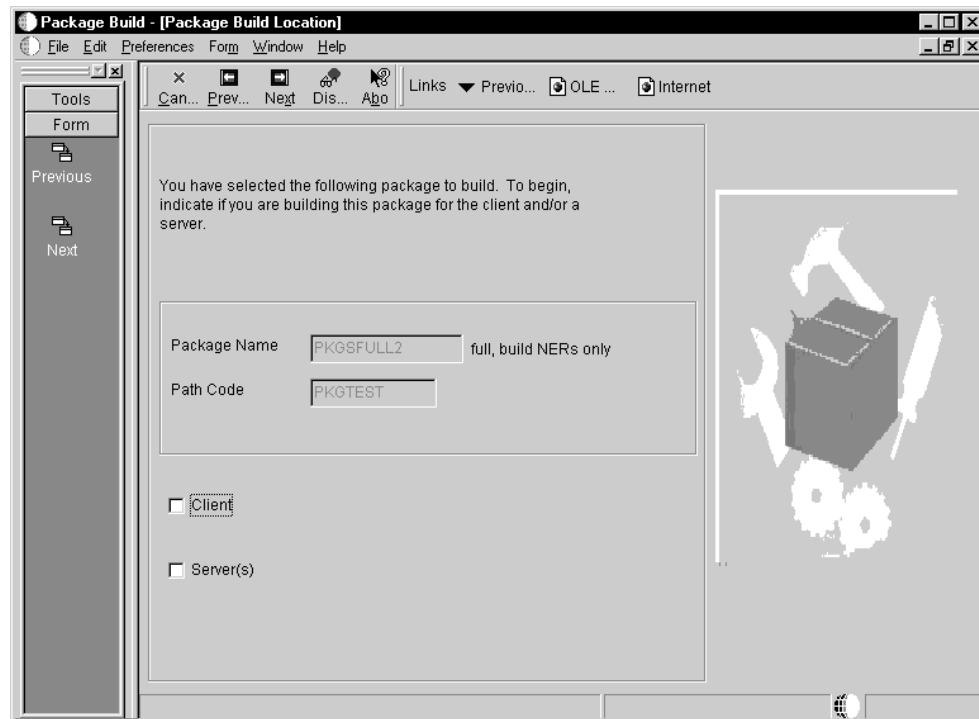 Package Build - [Package Build Location]
File Edit Preferences Form Window Help
Can... Prev... Next Dis... Abo Links Previo... OLE ... Internet
Tools
Form
Previous
Next
You have selected the following package to build. To begin,
indicate if you are building this package for the client and/or a
server.
Package Name PKGSFULL2 full, build NERs only
Path Code PKGTEST
Client
Server(s)